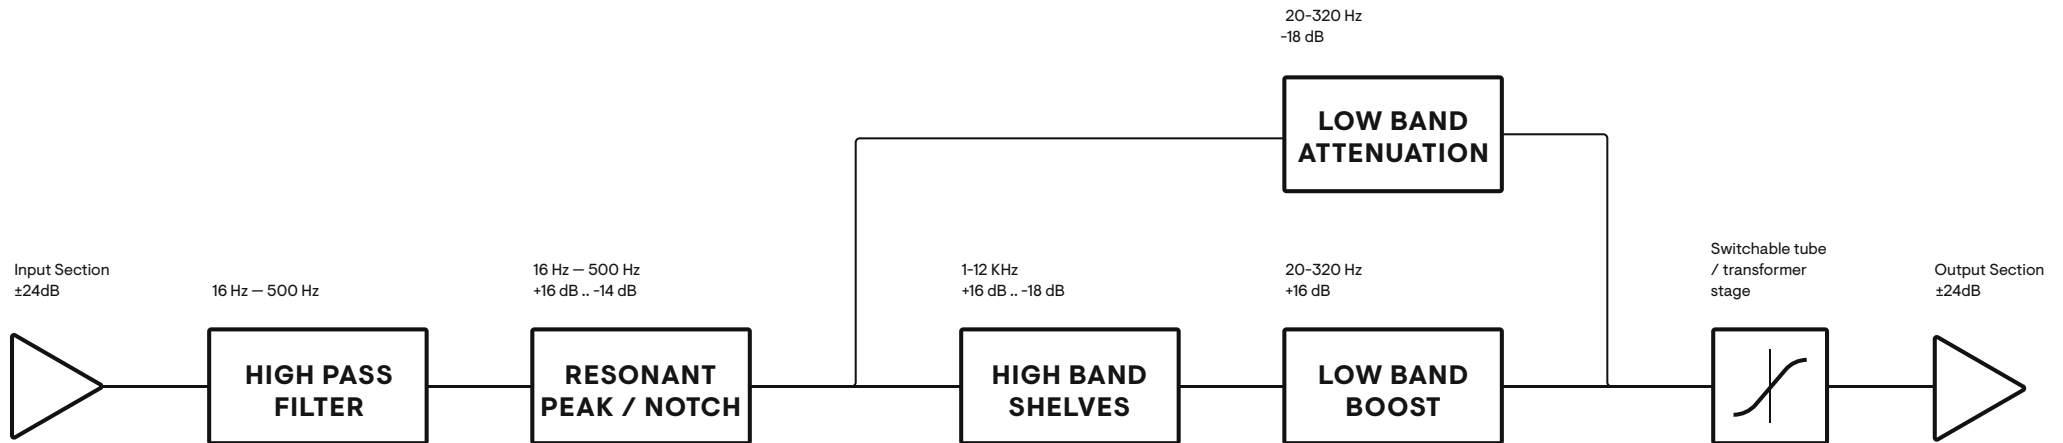 20-320 Hz
-18 dB
LOW BAND
ATTENUATION
Input Section
±24dB
16 Hz — 500 Hz
16 Hz — 500 Hz
+16 dB .. -14 dB
1-12 KHz
+16 dB .. -18 dB
20-320 Hz
+16 dB
Switchable tube
/ transformer
stage
Output Section
±24dB
HIGH PASS
FILTER
RESONANT
PEAK / NOTCH
HIGH BAND
SHELVES
LOW BAND
BOOST